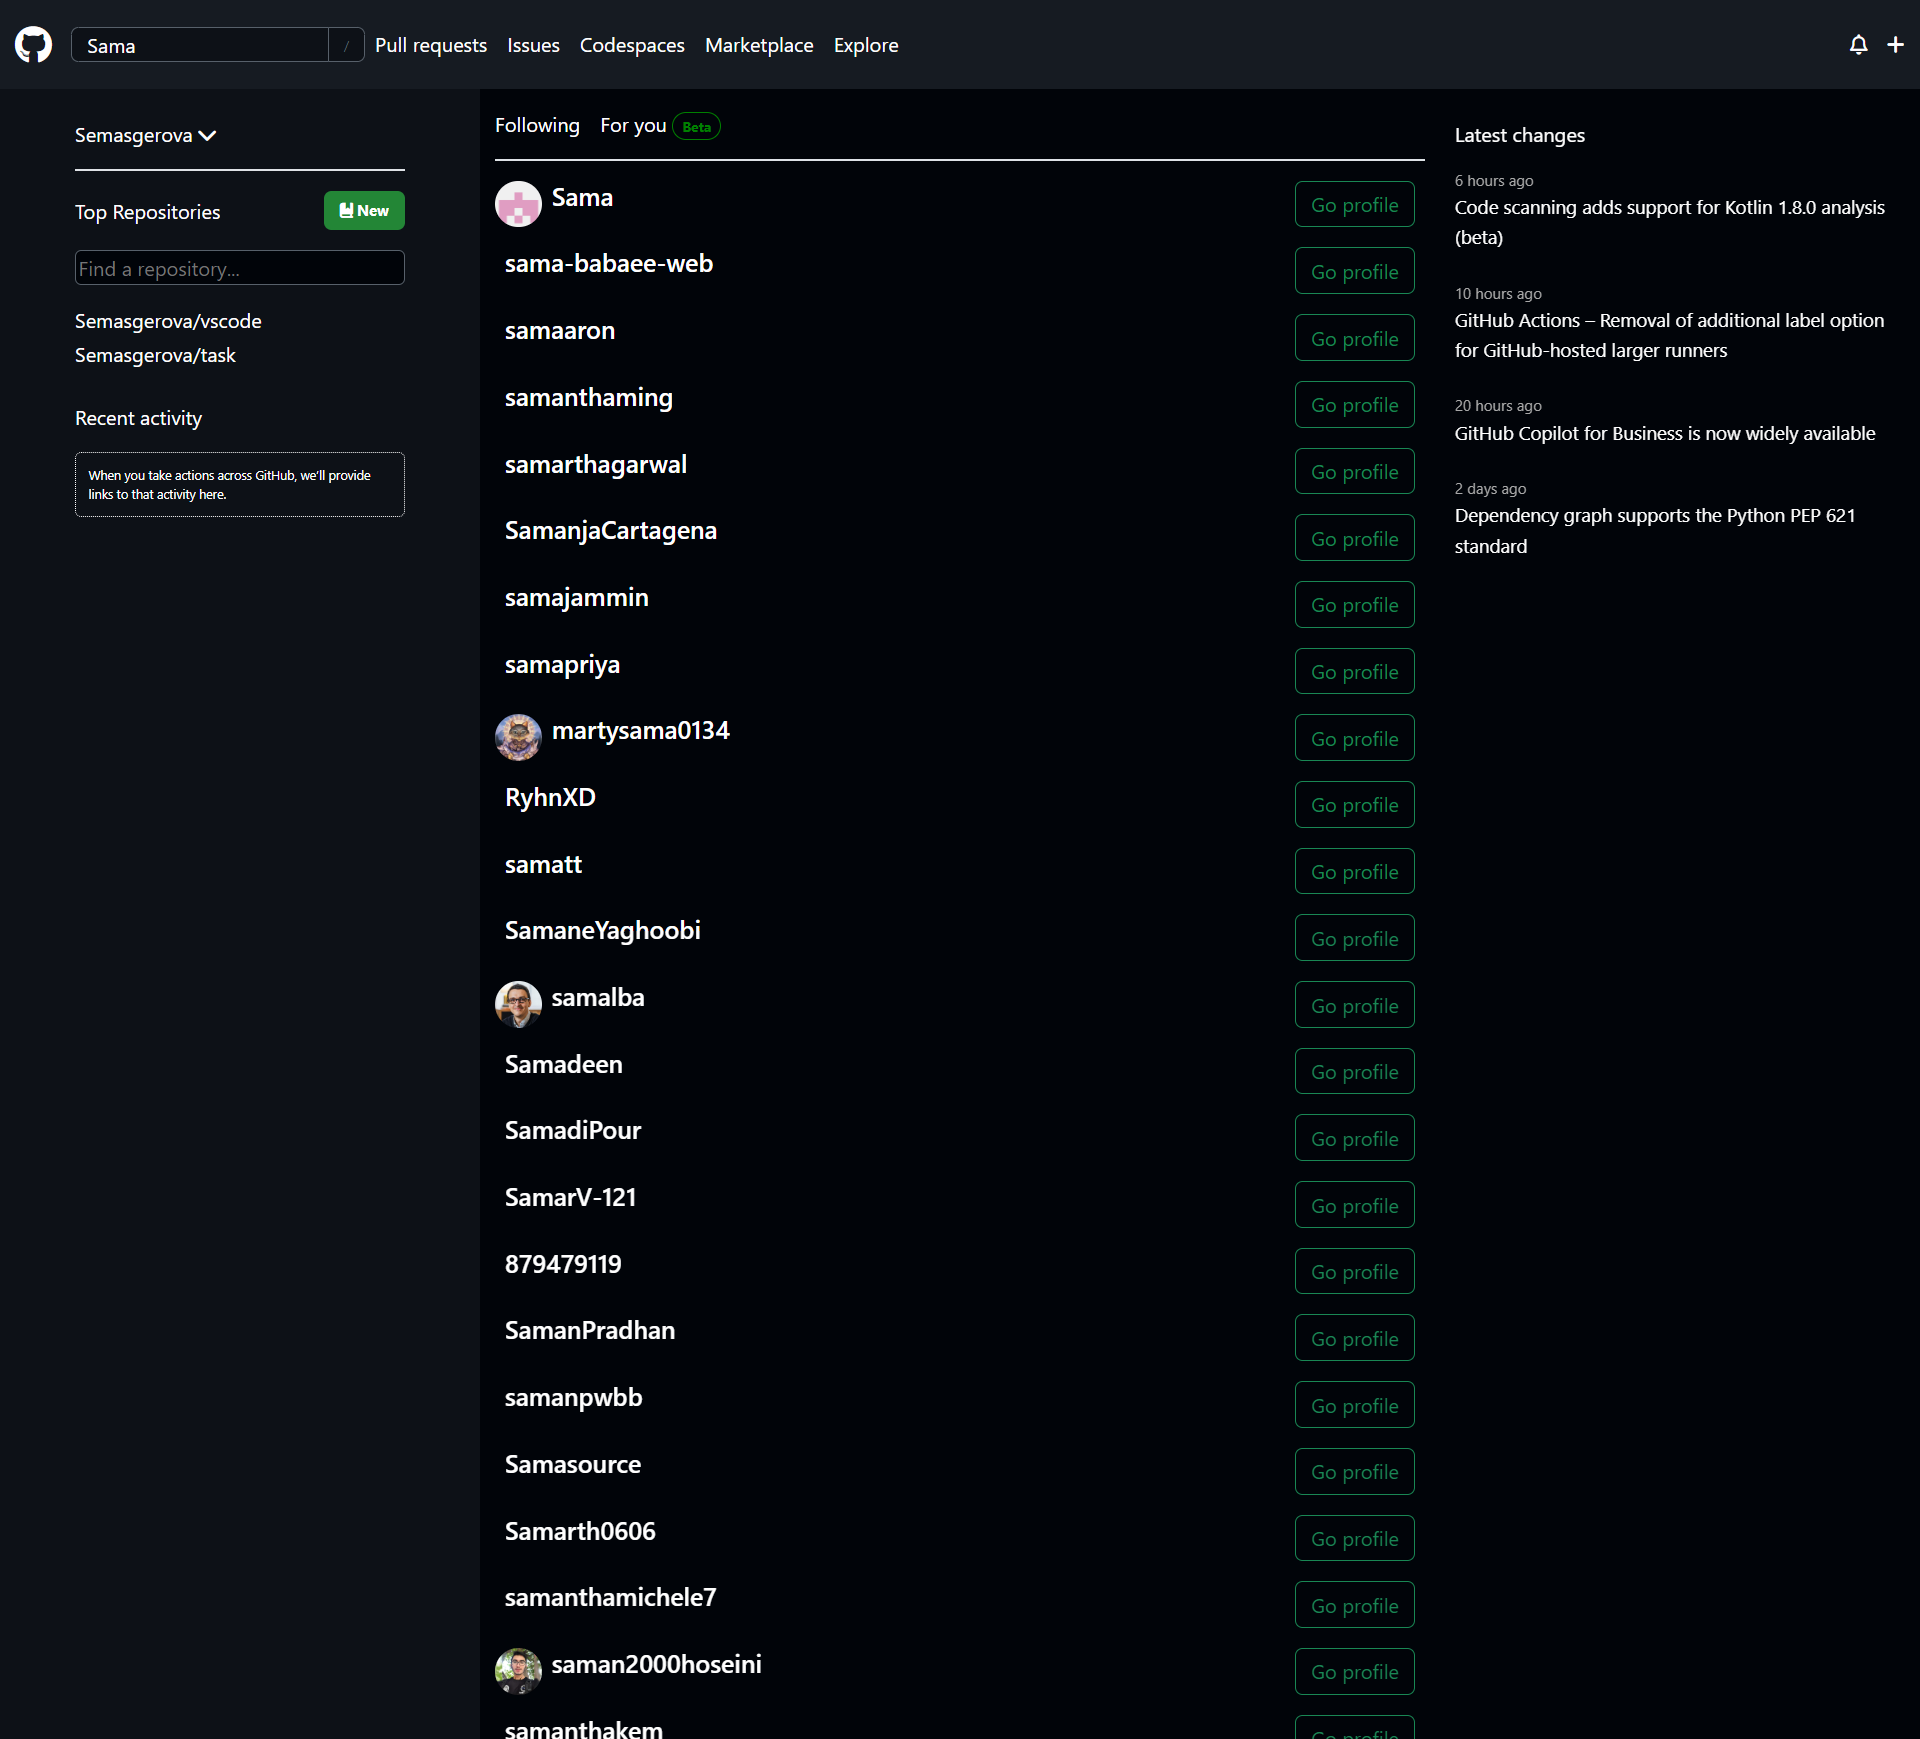 Sama / Pull requests Issues Codespaces Marketplace Explore
Semasgerova
Top Repositories New
Find a repository...
Semasgerova/vscode
Semasgerova/task
Recent activity
When you take actions across GitHub, we'll provide
links to that activity here.
Following For you Beta
Sama Go profile
sama-babaee-web Go profile
samaaron Go profile
samanthaming Go profile
samarthagarwal Go profile
SamanjaCartagena Go profile
samajammin Go profile
samapriya Go profile
martysama0134 Go profile
RyhnXD Go profile
samatt Go profile
SamaneYaghoobi Go profile
samalba Go profile
Samadeen Go profile
SamadiPour Go profile
SamarV-121 Go profile
879479119 Go profile
SamanPradhan Go profile
samanpwbb Go profile
Samasource Go profile
Samarth0606 Go profile
samanthamichele7 Go profile
saman2000hoseini Go profile
samanthakem Go profile
Latest changes
6 hours ago
Code scanning adds support for Kotlin 1.8.0 analysis
(beta)
10 hours ago
GitHub Actions – Removal of additional label option
for GitHub-hosted larger runners
20 hours ago
GitHub Copilot for Business is now widely available
2 days ago
Dependency graph supports the Python PEP 621
standard